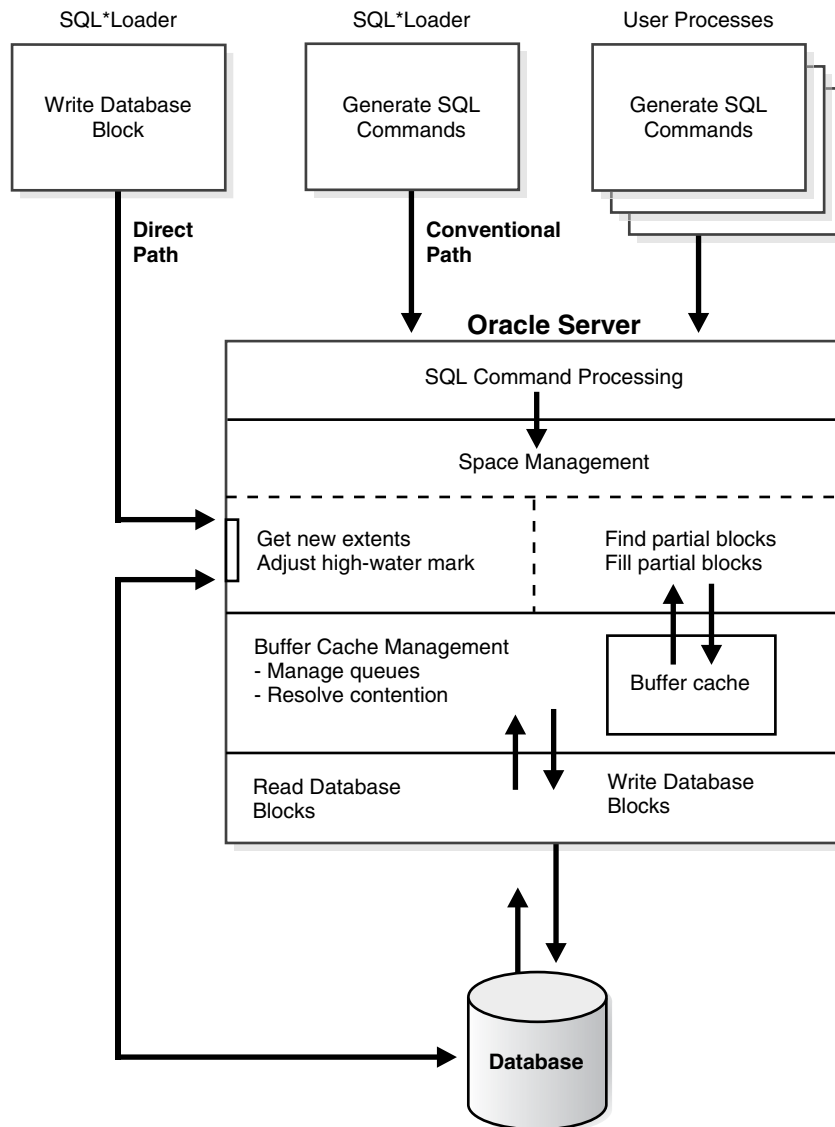 SQL*Loader
SQL*Loader
User Processes
Write Database
Block
Generate SQL
Commands
Generate SQL
Commands
Direct
Path
Conventional
Path
Oracle Server
SQL Command Processing
Space Management
Get new extents
Adjust high-water mark
Find partial blocks
Fill partial blocks
Buffer Cache Management
- Manage queues
- Resolve contention
Buffer cache
Read Database
Blocks
Write Database
Blocks
Database